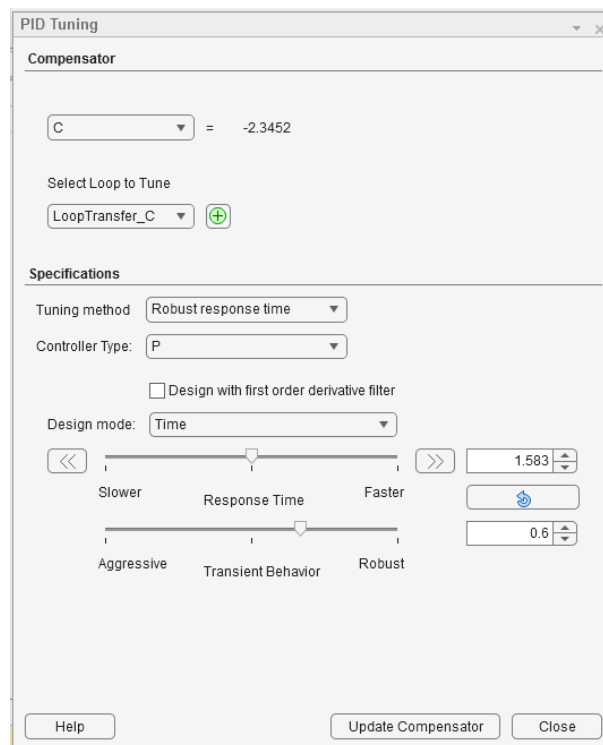 PID Tuning
Compensator
C = -2.3452
Select Loop to Tune
LoopTransfer_C
Specifications
Tuning method Robust response time
Controller Type: P
Design with first order derivative filter
Design mode: Time
1.583
Slower Response Time Faster
0.6
Aggressive Transient Behavior Robust
Help Update Compensator Close